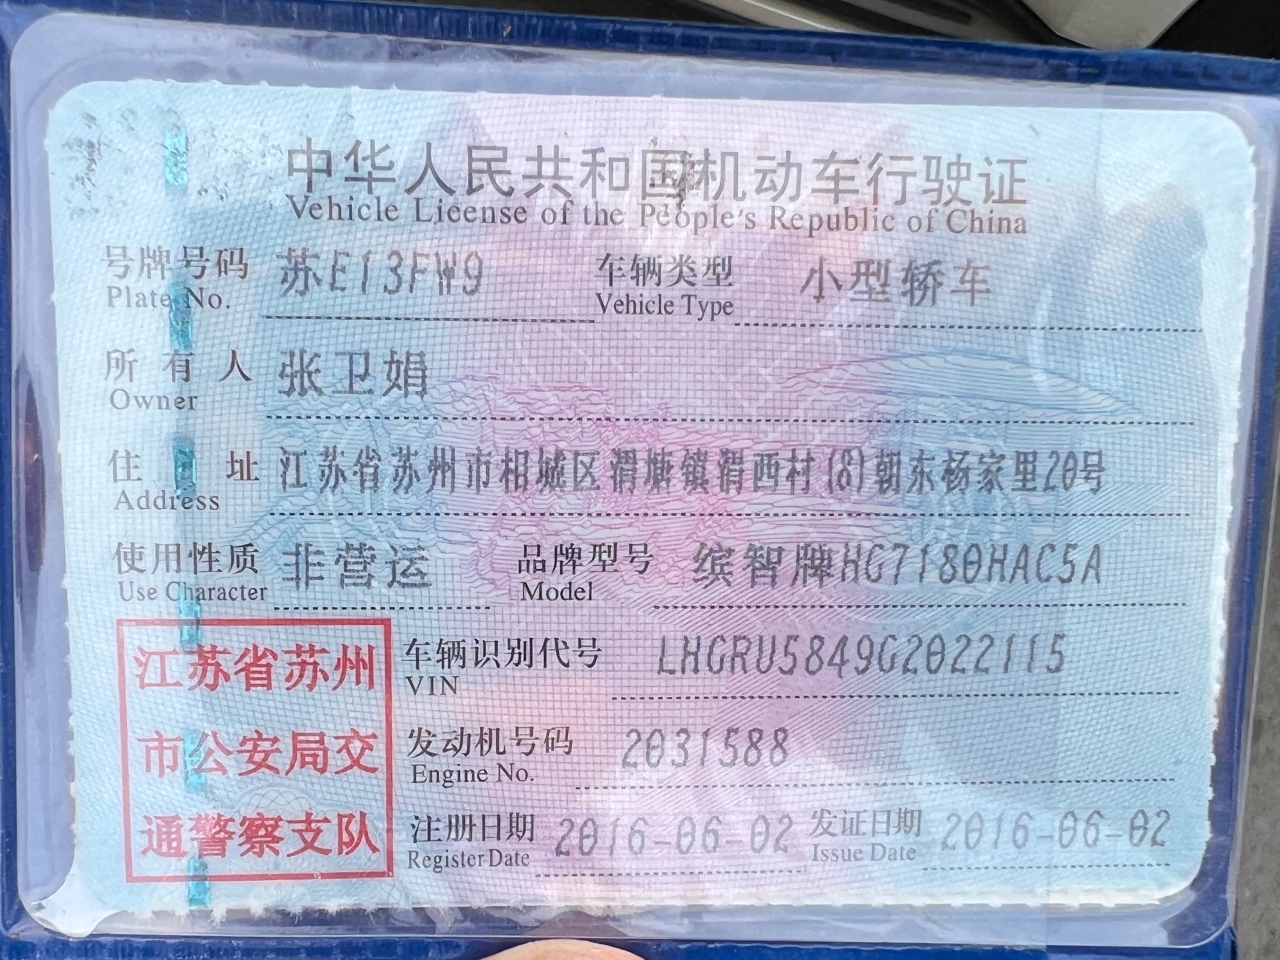 中华人民共和国机动车行驶证
Vehicle License of the People's Republic of China
号牌号码 苏E13FW9 车辆类型 小型轿车
Plate No. Vehicle Type
所有人 张卫娟
Owner
住址 江苏省苏州市相城区渭塘镇渭西村(8)朝东杨家里20号
Address
使用性质 非营运 品牌型号 缤智牌HG7180HAC5A
Use Character Model
江苏省苏州
市公安局交
通警察支队
车辆识别代号 LHGRU5849G2022115
VIN
发动机号码 2031588
Engine No.
注册日期 2016-06-02 发证日期 2016-06-02
Register Date Issue Date